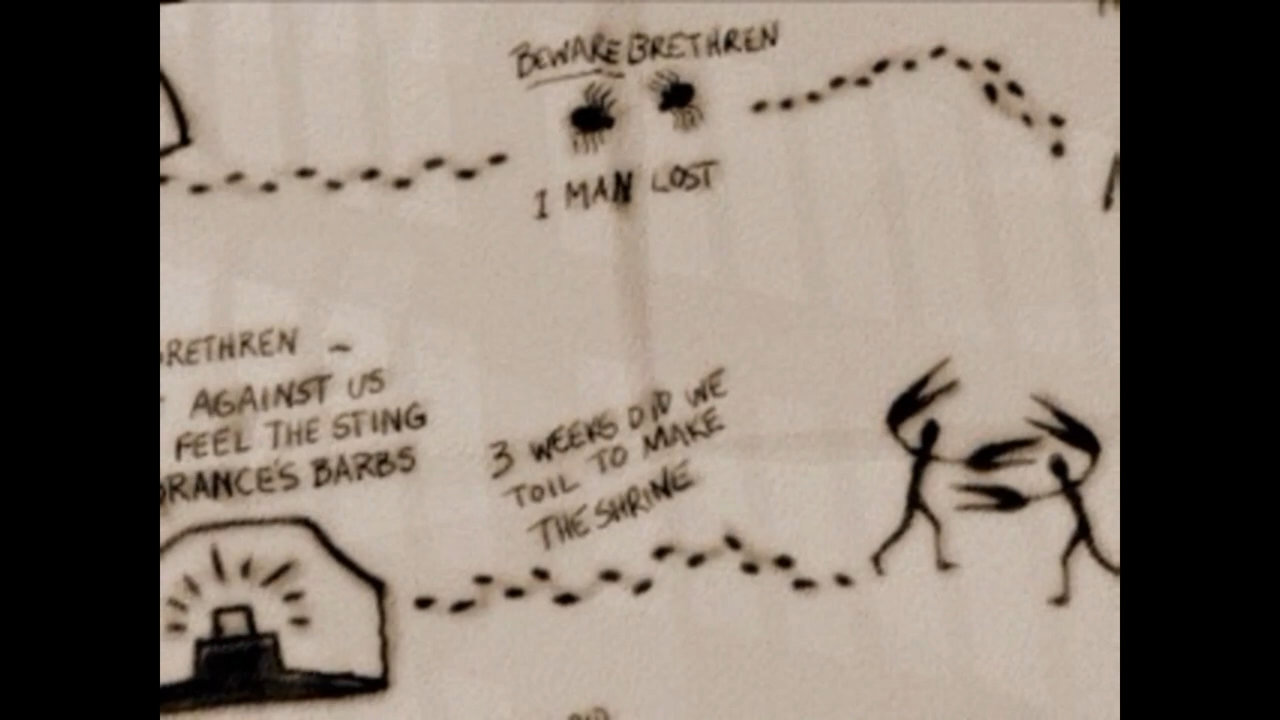 BEWARE BRETHREN
1 MAN LOST
RETHREN ~
AGAINST US
FEEL THE STING
RANCE'S BARBS
3 WEEKS DID WE
TOIL TO MAKE
THE SHRINE